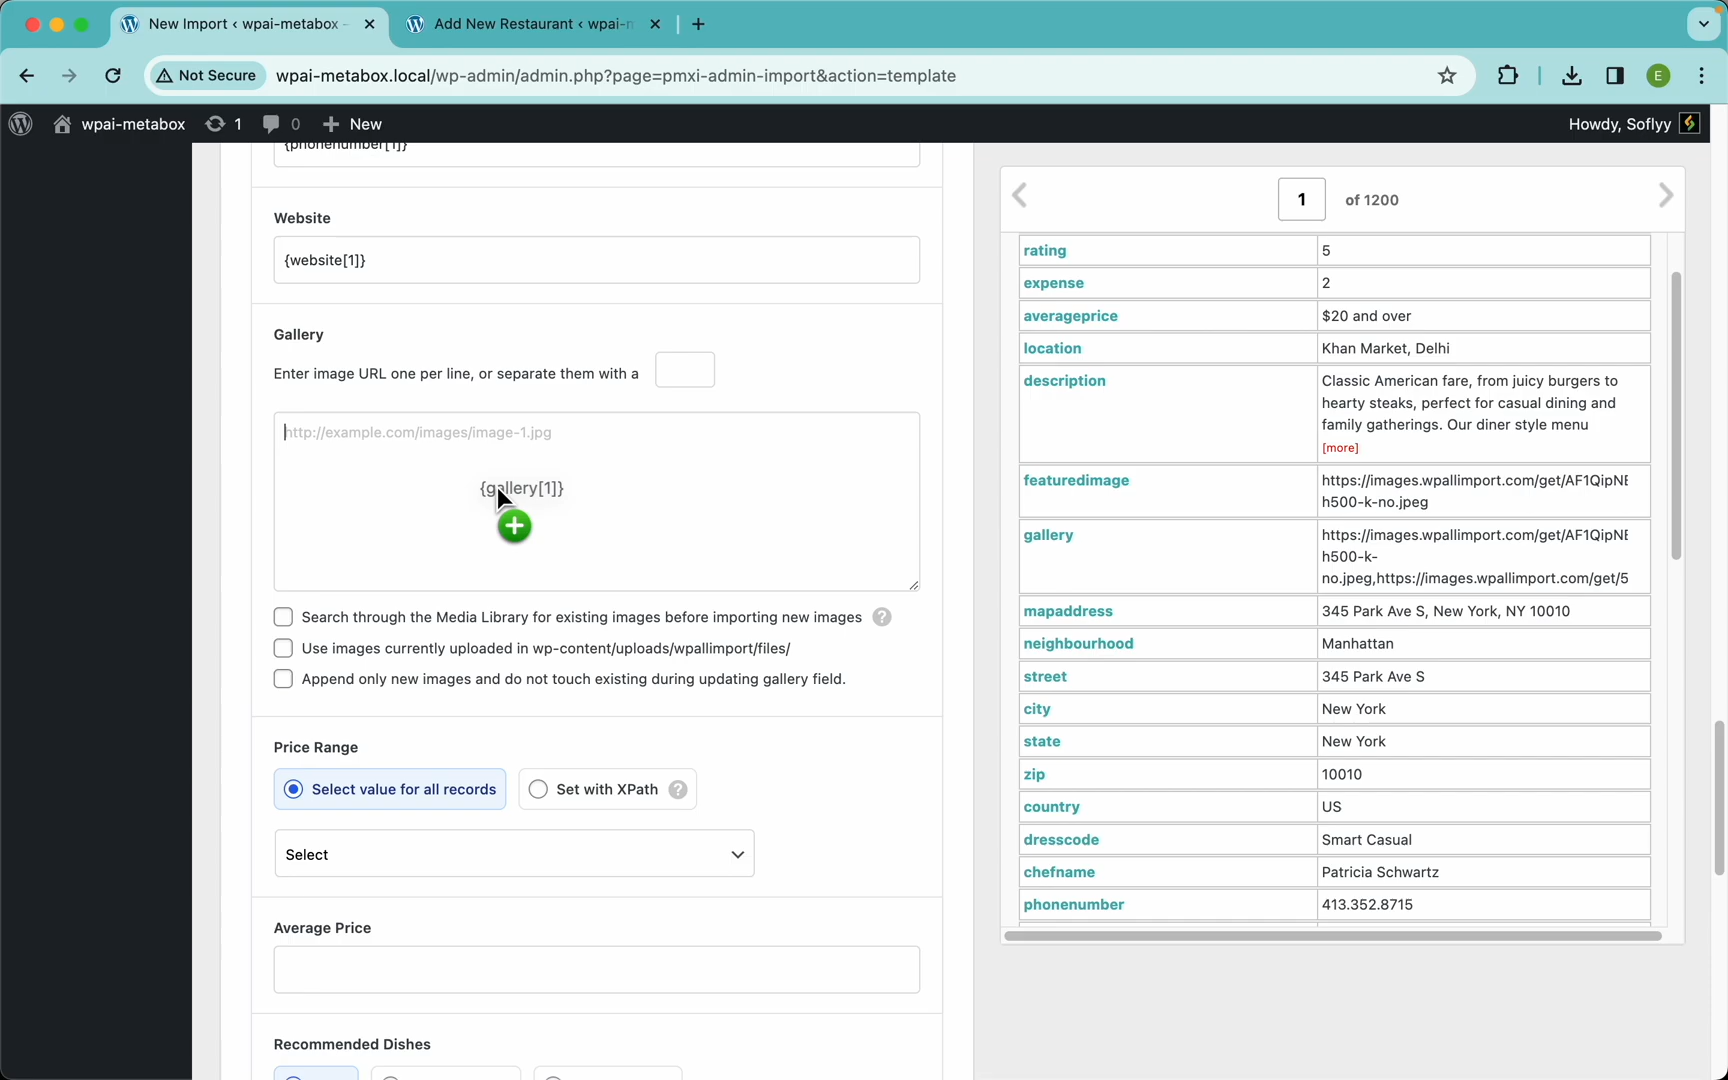 New Import ‹ wpai-metabox
Add New Restaurant ‹ wpai-
Not Secure
wpai-metabox.local/wp-admin/admin.php?page=pmxi-admin-import&action=template
E
wpai-metabox
1
0
New
Howdy, Soflyy
{phonenumber[1]}
Website
{website[1]}
Gallery
Enter image URL one per line, or separate them with a
http://example.com/images/image-1.jpg
{gallery[1]}
Search through the Media Library for existing images before importing new images ?
Use images currently uploaded in wp-content/uploads/wpallimport/files/
Append only new images and do not touch existing during updating gallery field.
Price Range
Select value for all records
Set with XPath ?
Select
Average Price
Recommended Dishes
1 of 1200
rating 5
expense 2
averageprice $20 and over
location Khan Market, Delhi
description Classic American fare, from juicy burgers to
hearty steaks, perfect for casual dining and
family gatherings. Our diner style menu
[more]
featuredimage https://images.wpallimport.com/get/AF1QipN
h500-k-no.jpeg
gallery https://images.wpallimport.com/get/AF1QipN
h500-k-
no.jpeg,https://images.wpallimport.com/get/5
mapaddress 345 Park Ave S, New York, NY 10010
neighbourhood Manhattan
street 345 Park Ave S
city New York
state New York
zip 10010
country US
dresscode Smart Casual
chefname Patricia Schwartz
phonenumber 413.352.8715